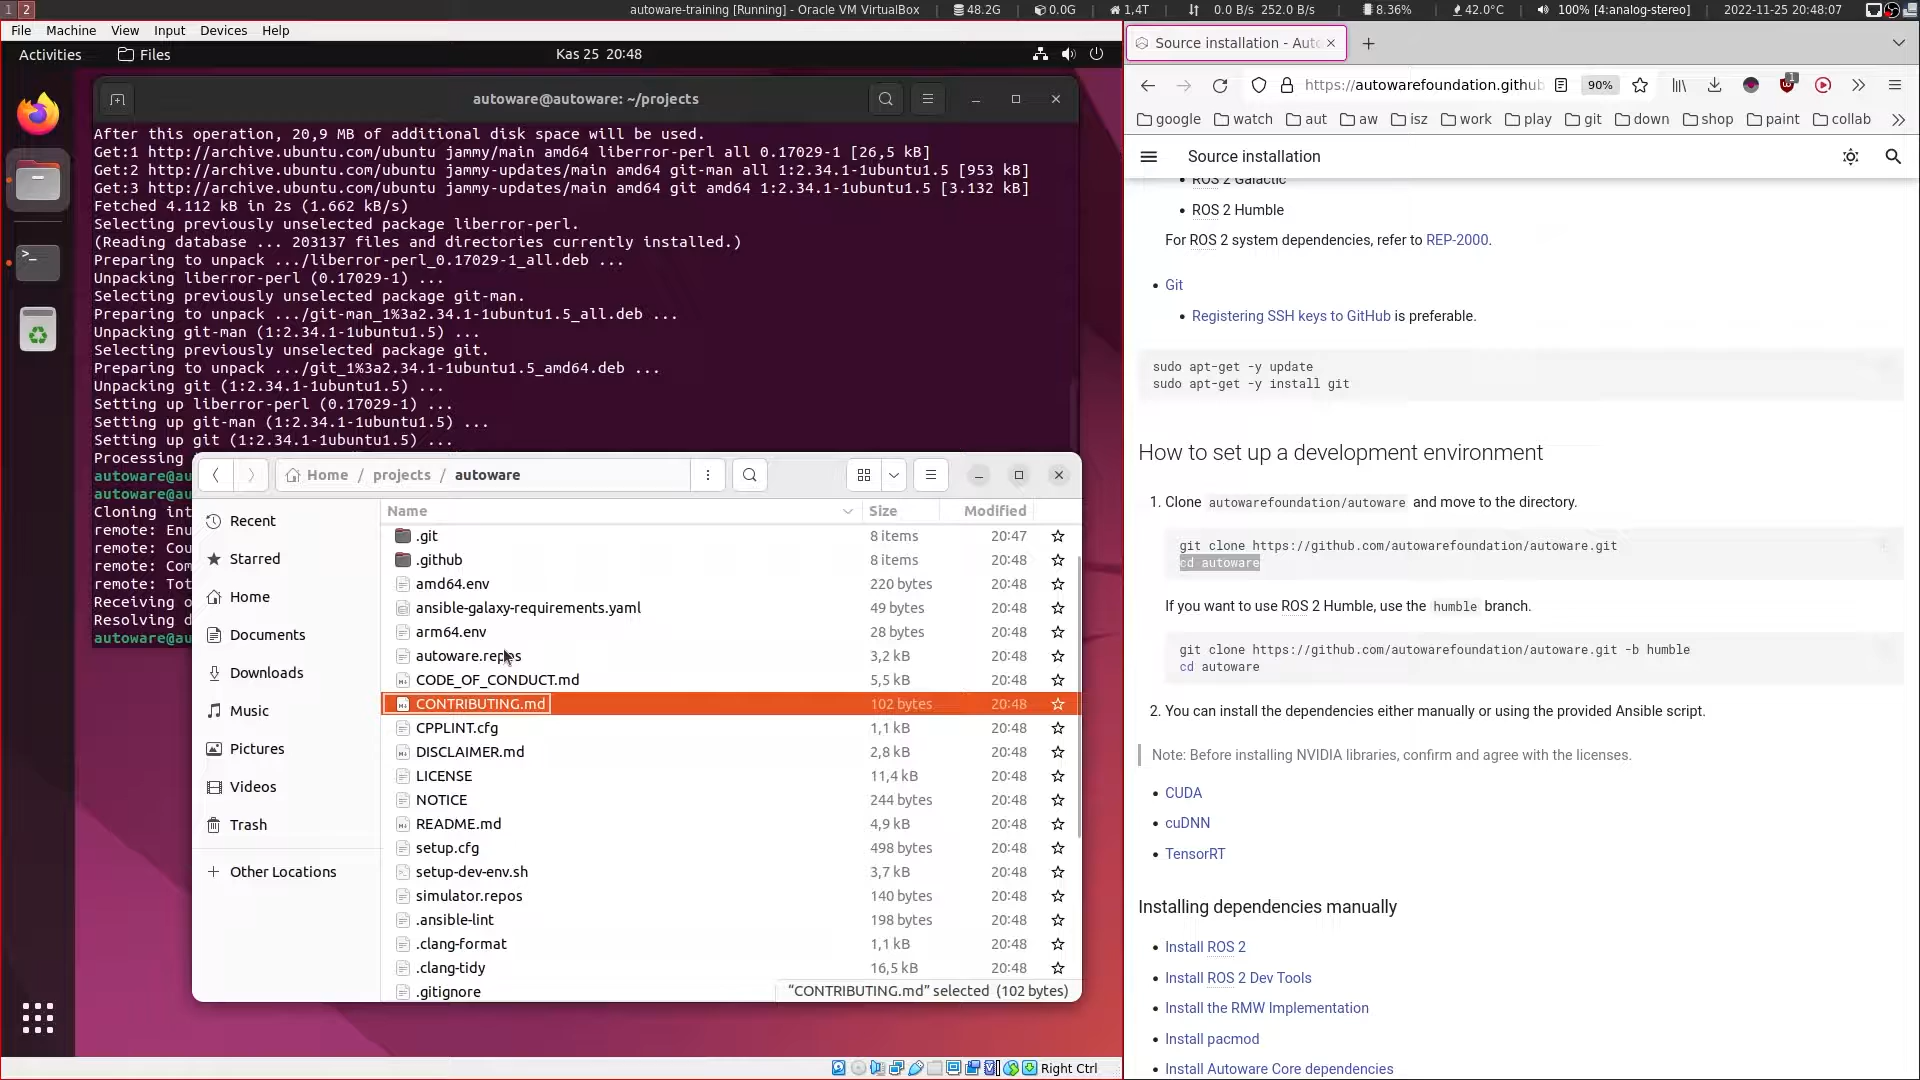 1 2 autoware-training [Running] - Oracle VM VirtualBox 48.2G 0.0G 1,4T 0.0 B/s 252.0 B/s 8.36% 42.0°C 100% [4:analog-stereo] 2022-11-25 20:48:07
File Machine View Input Devices Help
Activities Files Kas 25 20:48
autoware@autoware: ~/projects
After this operation, 20,9 MB of additional disk space will be used.
Get:1 http://archive.ubuntu.com/ubuntu jammy/main amd64 liberror-perl all 0.17029-1 [26,5 kB]
Get:2 http://archive.ubuntu.com/ubuntu jammy-updates/main amd64 git-man all 1:2.34.1-1ubuntu1.5 [953 kB]
Get:3 http://archive.ubuntu.com/ubuntu jammy-updates/main amd64 git amd64 1:2.34.1-1ubuntu1.5 [3.132 kB]
Fetched 4.112 kB in 2s (1.662 kB/s)
Selecting previously unselected package liberror-perl.
(Reading database ... 203137 files and directories currently installed.)
Preparing to unpack .../liberror-perl_0.17029-1_all.deb ...
Unpacking liberror-perl (0.17029-1) ...
Selecting previously unselected package git-man.
Preparing to unpack .../git-man_1%3a2.34.1-1ubuntu1.5_all.deb ...
Unpacking git-man (1:2.34.1-1ubuntu1.5) ...
Selecting previously unselected package git.
Preparing to unpack .../git_1%3a2.34.1-1ubuntu1.5_amd64.deb ...
Unpacking git (1:2.34.1-1ubuntu1.5) ...
Setting up liberror-perl (0.17029-1) ...
Setting up git-man (1:2.34.1-1ubuntu1.5) ...
Setting up git (1:2.34.1-1ubuntu1.5) ...
Processing
autoware@au
autoware@au
Cloning int
remote: Enu
remote: Cou
remote: Com
remote: Tot
Receiving o
Resolving d
autoware@au
Home / projects / autoware
Recent
Starred
Home
Documents
Downloads
Music
Pictures
Videos
Trash
Other Locations
Name Size Modified
.git 8 items 20:47
.github 8 items 20:48
amd64.env 220 bytes 20:48
ansible-galaxy-requirements.yaml 49 bytes 20:48
arm64.env 28 bytes 20:48
autoware.repos 3,2 kB 20:48
CODE_OF_CONDUCT.md 5,5 kB 20:48
CONTRIBUTING.md 102 bytes 20:48
CPPLINT.cfg 1,1 kB 20:48
DISCLAIMER.md 2,8 kB 20:48
LICENSE 11,4 kB 20:48
NOTICE 244 bytes 20:48
README.md 4,9 kB 20:48
setup.cfg 498 bytes 20:48
setup-dev-env.sh 3,7 kB 20:48
simulator.repos 140 bytes 20:48
.ansible-lint 198 bytes 20:48
.clang-format 1,1 kB 20:48
.clang-tidy 16,5 kB 20:48
.gitignore
“CONTRIBUTING.md” selected (102 bytes)
Right Ctrl
Source installation - Auto
https://autowarefoundation.github 90% 1
google watch aut aw isz work play git down shop paint collab
Source installation
ROS 2 Galactic
ROS 2 Humble
For ROS 2 system dependencies, refer to REP-2000.
Git
Registering SSH keys to GitHub is preferable.
sudo apt-get -y update
sudo apt-get -y install git
How to set up a development environment
1. Clone autowarefoundation/autoware and move to the directory.
git clone https://github.com/autowarefoundation/autoware.git
cd autoware
If you want to use ROS 2 Humble, use the humble branch.
git clone https://github.com/autowarefoundation/autoware.git -b humble
cd autoware
2. You can install the dependencies either manually or using the provided Ansible script.
Note: Before installing NVIDIA libraries, confirm and agree with the licenses.
CUDA
cuDNN
TensorRT
Installing dependencies manually
Install ROS 2
Install ROS 2 Dev Tools
Install the RMW Implementation
Install pacmod
Install Autoware Core dependencies